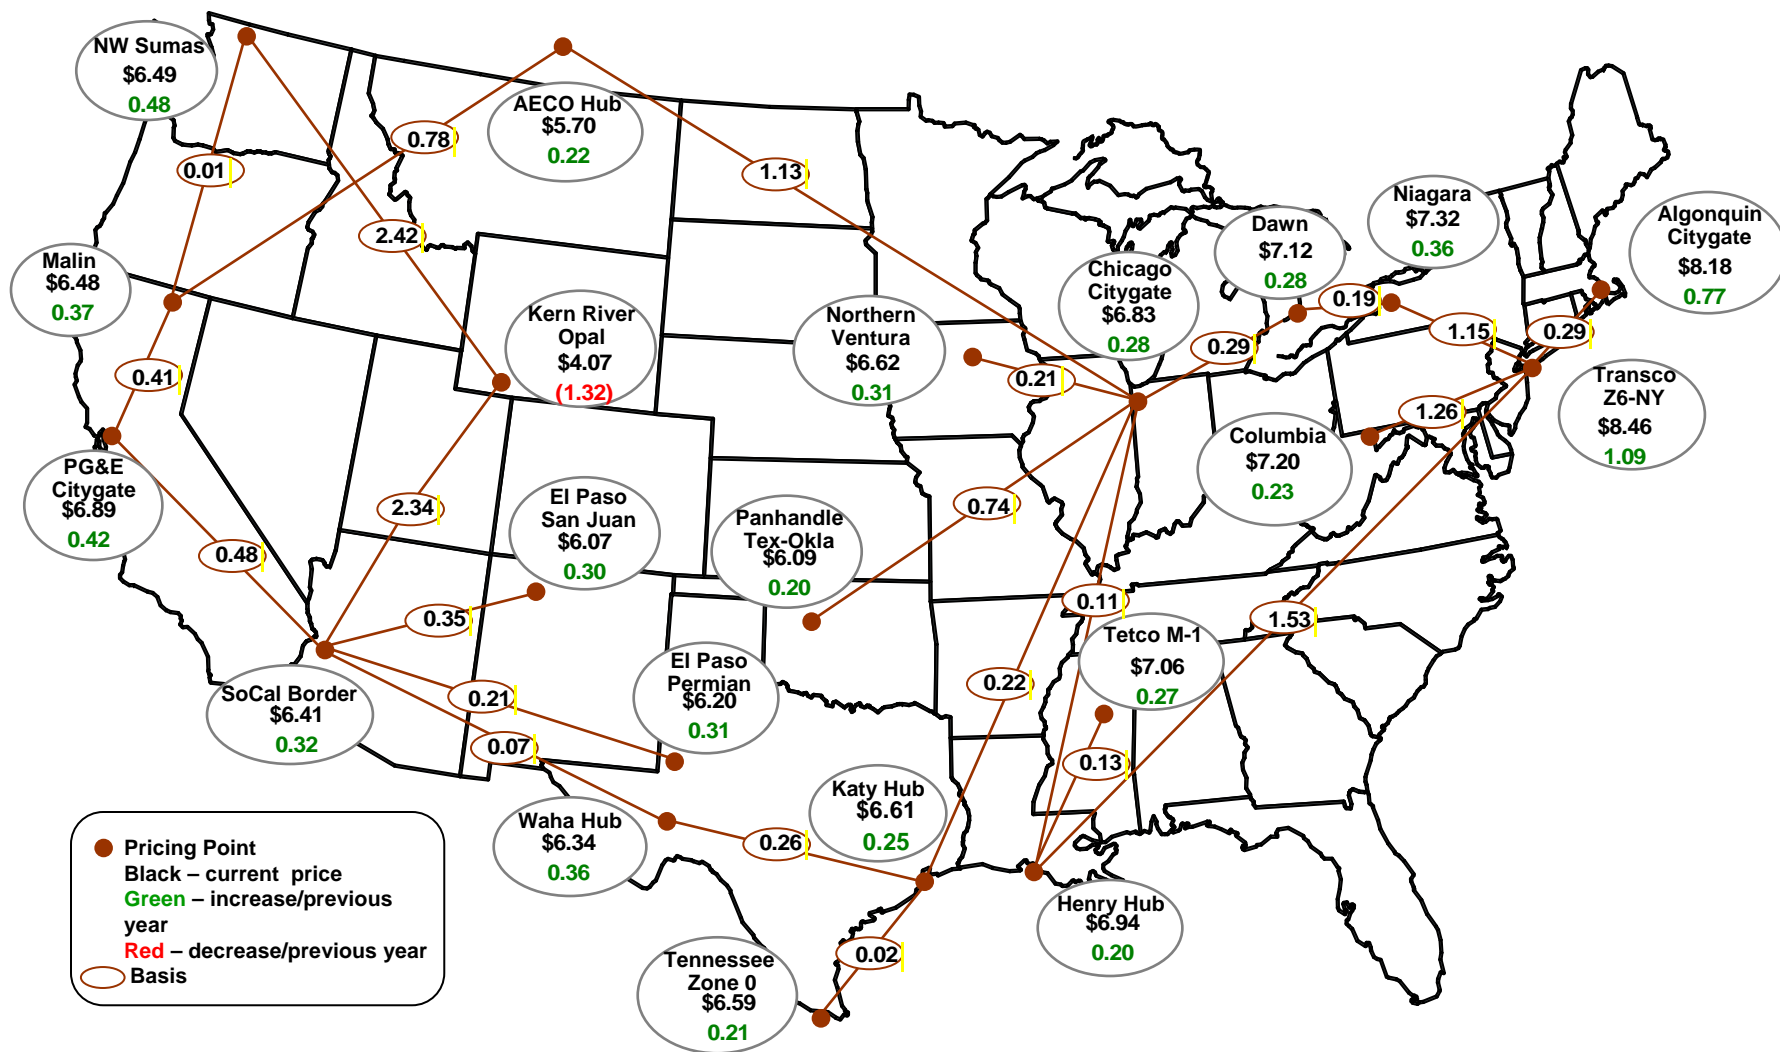 NW Sumas
$6.49
0.48
AECO Hub
$5.70
0.22
0.78
1.13
0.01
2.42
Niagara
$7.32
0.36
Algonquin
Citygate
$8.18
0.77
Dawn
$7.12
0.28
Malin
$6.48
0.37
Chicago
Citygate
$6.83
0.28
0.19
Kern River
Opal
$4.07
(1.32)
Northern
Ventura
$6.62
0.31
0.29
1.15
0.29
0.41
0.21
Transco
Z6-NY
$8.46
1.09
1.26
Columbia
$7.20
0.23
PG&E
Citygate
$6.89
0.42
2.34
El Paso
San Juan
$6.07
0.30
Panhandle
Tex-Okla
$6.09
0.20
0.74
0.48
0.35
0.11
1.53
Tetco M-1
$7.06
0.27
El Paso
Permian
$6.20
0.31
0.22
SoCal Border
$6.41
0.32
0.21
0.07
0.13
Katy Hub
$6.61
0.25
Waha Hub
$6.34
0.36
0.26
Henry Hub
$6.94
0.20
0.02
Tennessee
Zone 0
$6.59
0.21
Pricing Point
Black – current price
Green – increase/previous
year
Red – decrease/previous year
Basis